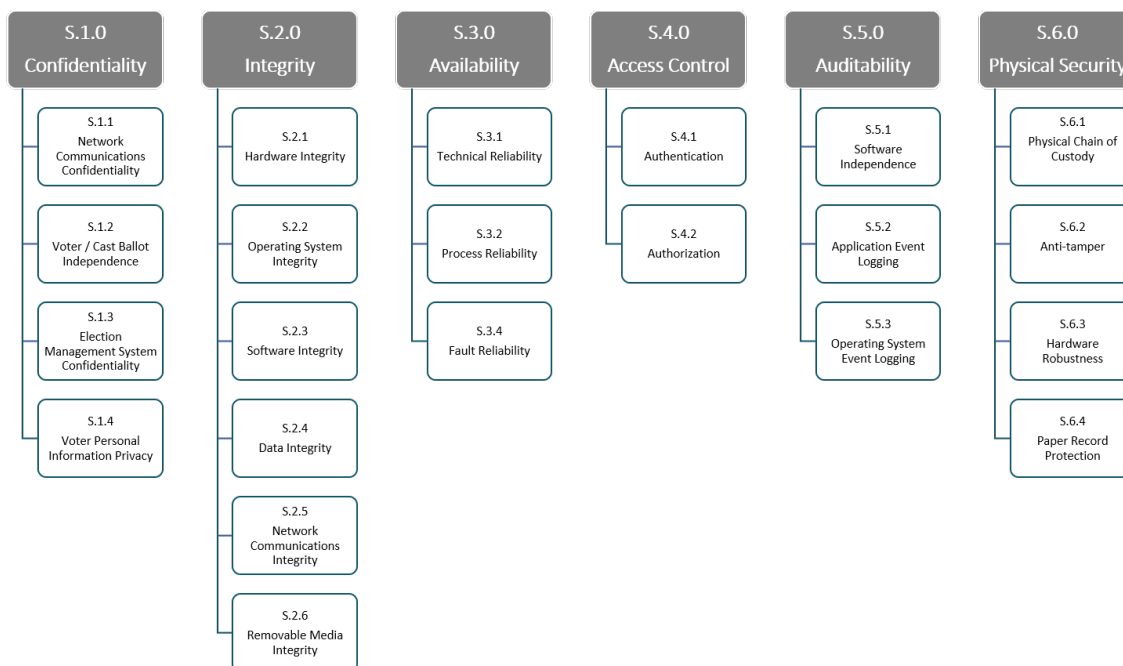 S.1.0
Confidentiality
S.1.1
Network
Communications
Confidentiality
S.1.2
Voter / Cast Ballot
Independence
S.1.3
Election
Management System
Confidentiality
S.1.4
Voter Personal
Information Privacy
S.2.0
Integrity
S.2.1
Hardware Integrity
S.2.2
Operating System
Integrity
S.2.3
Software Integrity
S.2.4
Data Integrity
S.2.5
Network
Communications
Integrity
S.2.6
Removable Media
Integrity
S.3.0
Availability
S.3.1
Technical Reliability
S.3.2
Process Reliability
S.3.4
Fault Reliability
S.4.0
Access Control
S.4.1
Authentication
S.4.2
Authorization
S.5.0
Auditability
S.5.1
Software
Independence
S.5.2
Application Event
Logging
S.5.3
Operating System
Event Logging
S.6.0
Physical Security
S.6.1
Physical Chain of
Custody
S.6.2
Anti-tamper
S.6.3
Hardware
Robustness
S.6.4
Paper Record
Protection